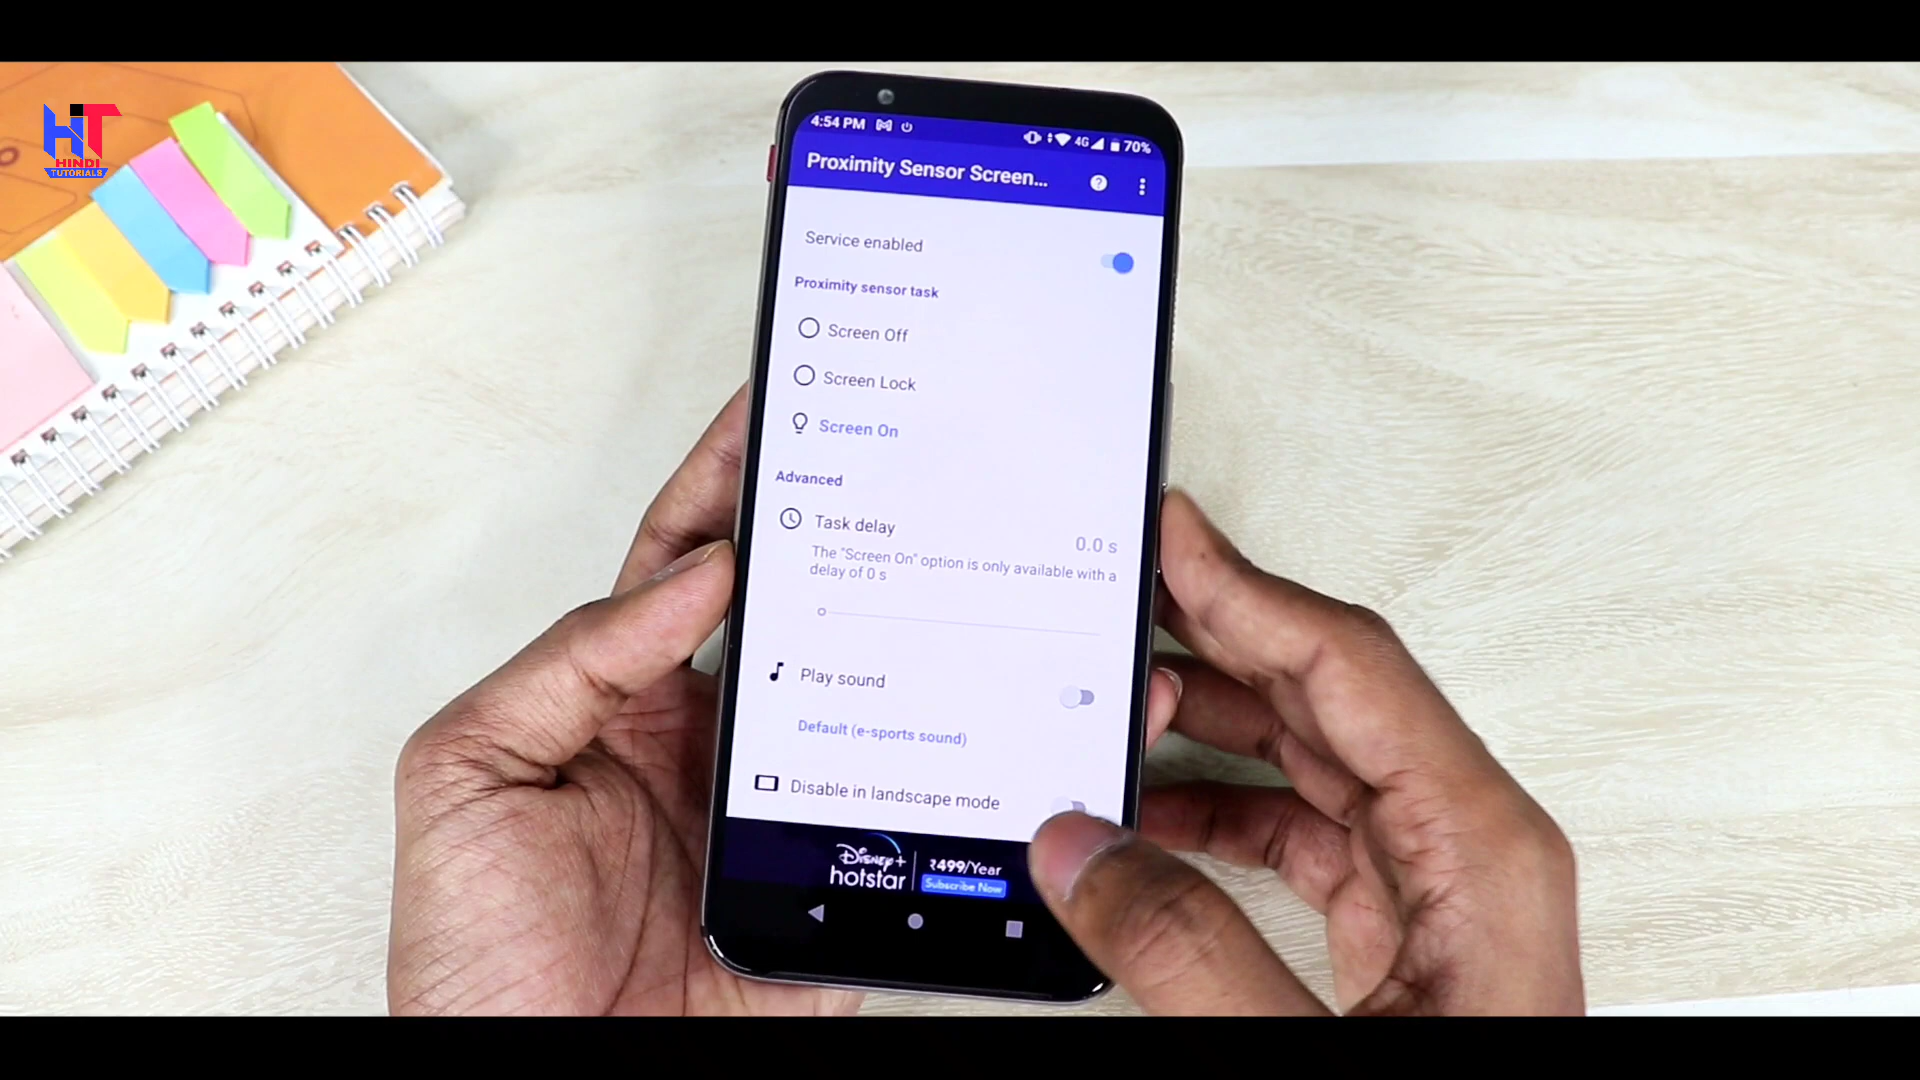 HT
HINDI
TUTORIALS
4:54 PM
4G
70%
Proximity Sensor Screen...
Service enabled
Proximity sensor task
Screen Off
Screen Lock
Screen On
Advanced
Task delay
0.0 s
The "Screen On" option is only available with a
delay of 0 s
Play sound
Default (e-sports sound)
Disable in landscape mode
Disney+
hotstar
₹499/Year
Subscribe Now